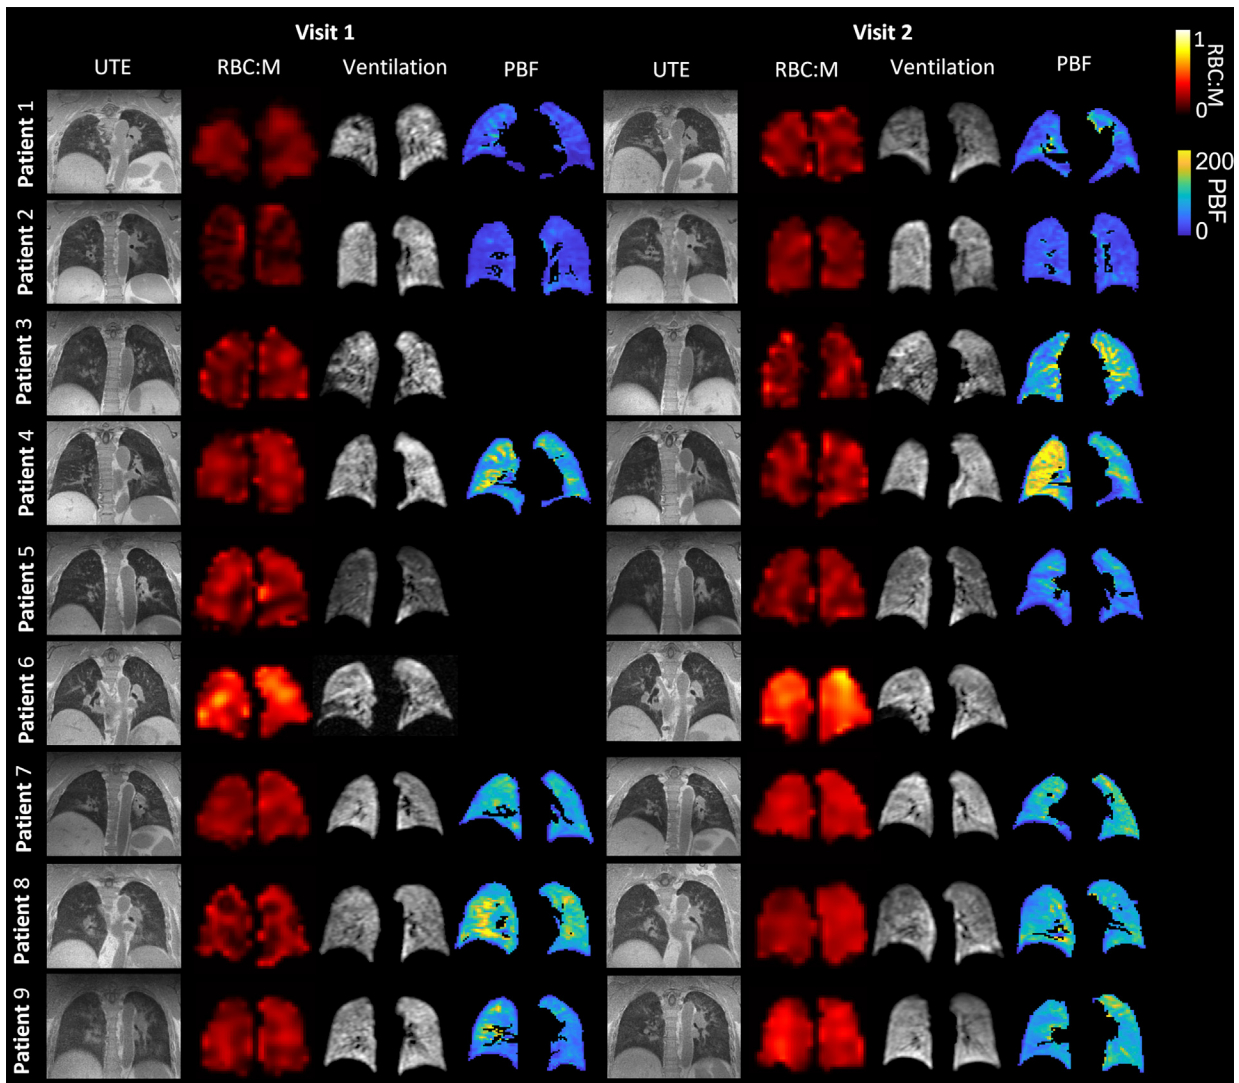 Visit 1
Visit 2
UTE
RBC:M
Ventilation
PBF
UTE
RBC:M
Ventilation
PBF
1
RBC:M
0
200
PBF
0
Patient 1
Patient 2
Patient 3
Patient 4
Patient 5
Patient 6
Patient 7
Patient 8
Patient 9